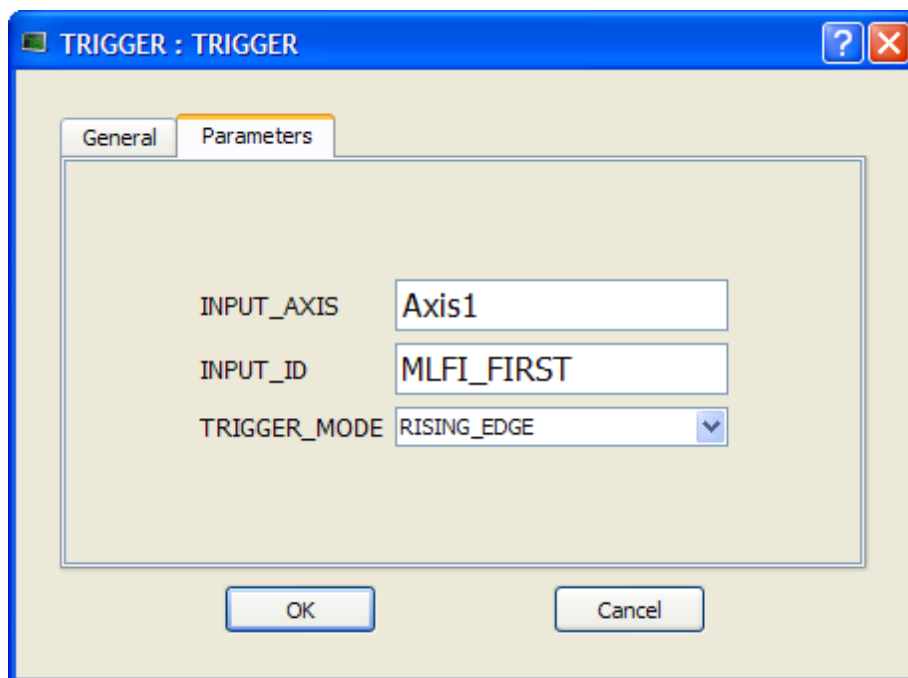 TRIGGER : TRIGGER
General Parameters
INPUT_AXIS Axis1
INPUT_ID MLFI_FIRST
TRIGGER_MODE RISING_EDGE
OK Cancel